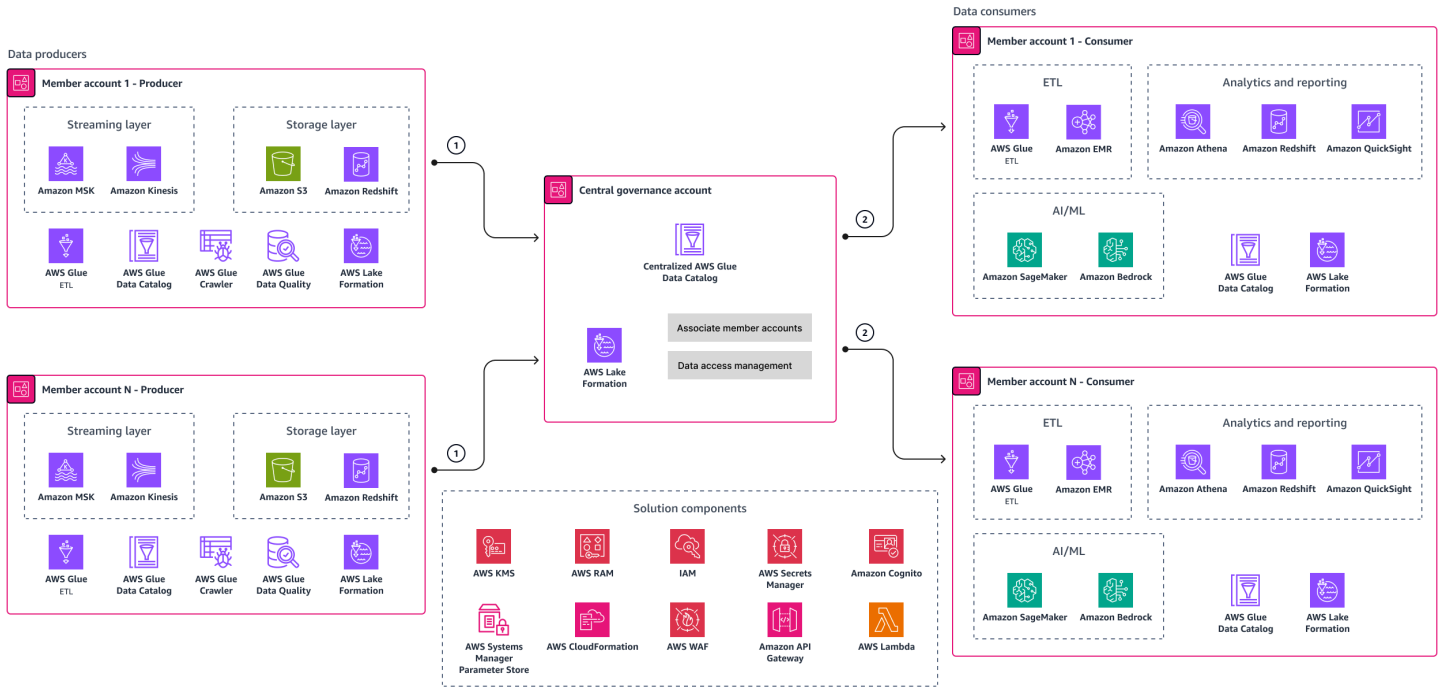 Data producers
Member account 1 - Producer
Streaming layer
Amazon MSK
Amazon Kinesis
Storage layer
Amazon S3
Amazon Redshift
AWS Glue
ETL
AWS Glue
Data Catalog
AWS Glue
Crawler
AWS Glue
Data Quality
AWS Lake
Formation
1
Member account N - Producer
Streaming layer
Amazon MSK
Amazon Kinesis
Storage layer
Amazon S3
Amazon Redshift
AWS Glue
ETL
AWS Glue
Data Catalog
AWS Glue
Crawler
AWS Glue
Data Quality
AWS Lake
Formation
1
Central governance account
Centralized AWS Glue
Data Catalog
AWS Lake
Formation
Associate member accounts
Data access management
2
2
Solution components
AWS KMS
AWS RAM
IAM
AWS Secrets
Manager
Amazon Cognito
AWS Systems
Manager
Parameter Store
AWS CloudFormation
AWS WAF
Amazon API
Gateway
AWS Lambda
Data consumers
Member account 1 - Consumer
ETL
AWS Glue
ETL
Amazon EMR
Analytics and reporting
Amazon Athena
Amazon Redshift
Amazon QuickSight
AI/ML
Amazon SageMaker
Amazon Bedrock
AWS Glue
Data Catalog
AWS Lake
Formation
Member account N - Consumer
ETL
AWS Glue
ETL
Amazon EMR
Analytics and reporting
Amazon Athena
Amazon Redshift
Amazon QuickSight
AI/ML
Amazon SageMaker
Amazon Bedrock
AWS Glue
Data Catalog
AWS Lake
Formation